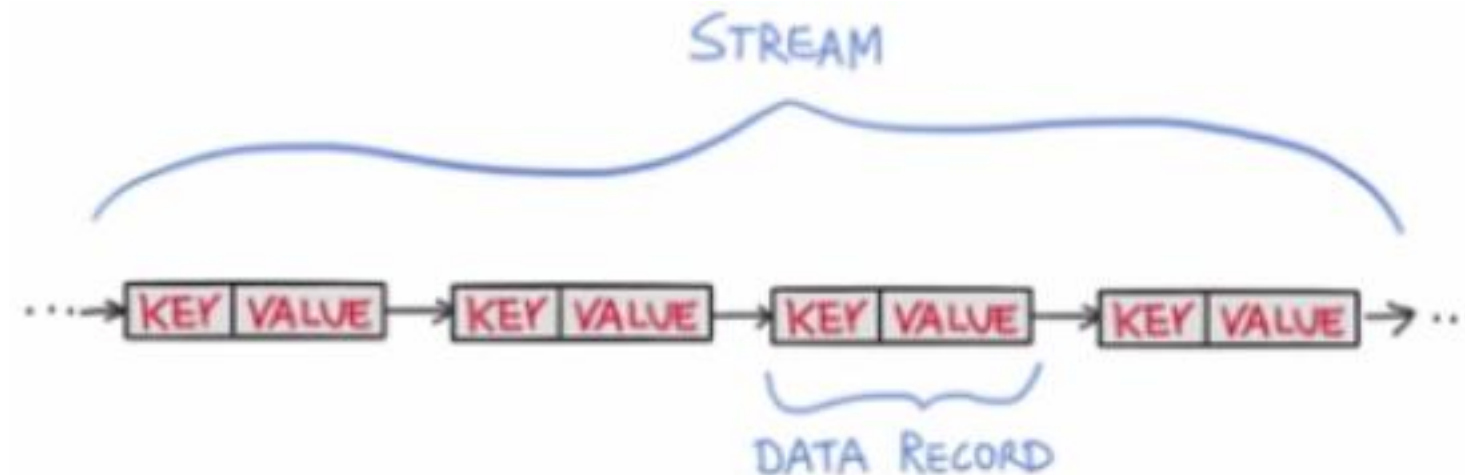 STREAM
KEY VALUE KEY VALUE KEY VALUE KEY VALUE
DATA RECORD